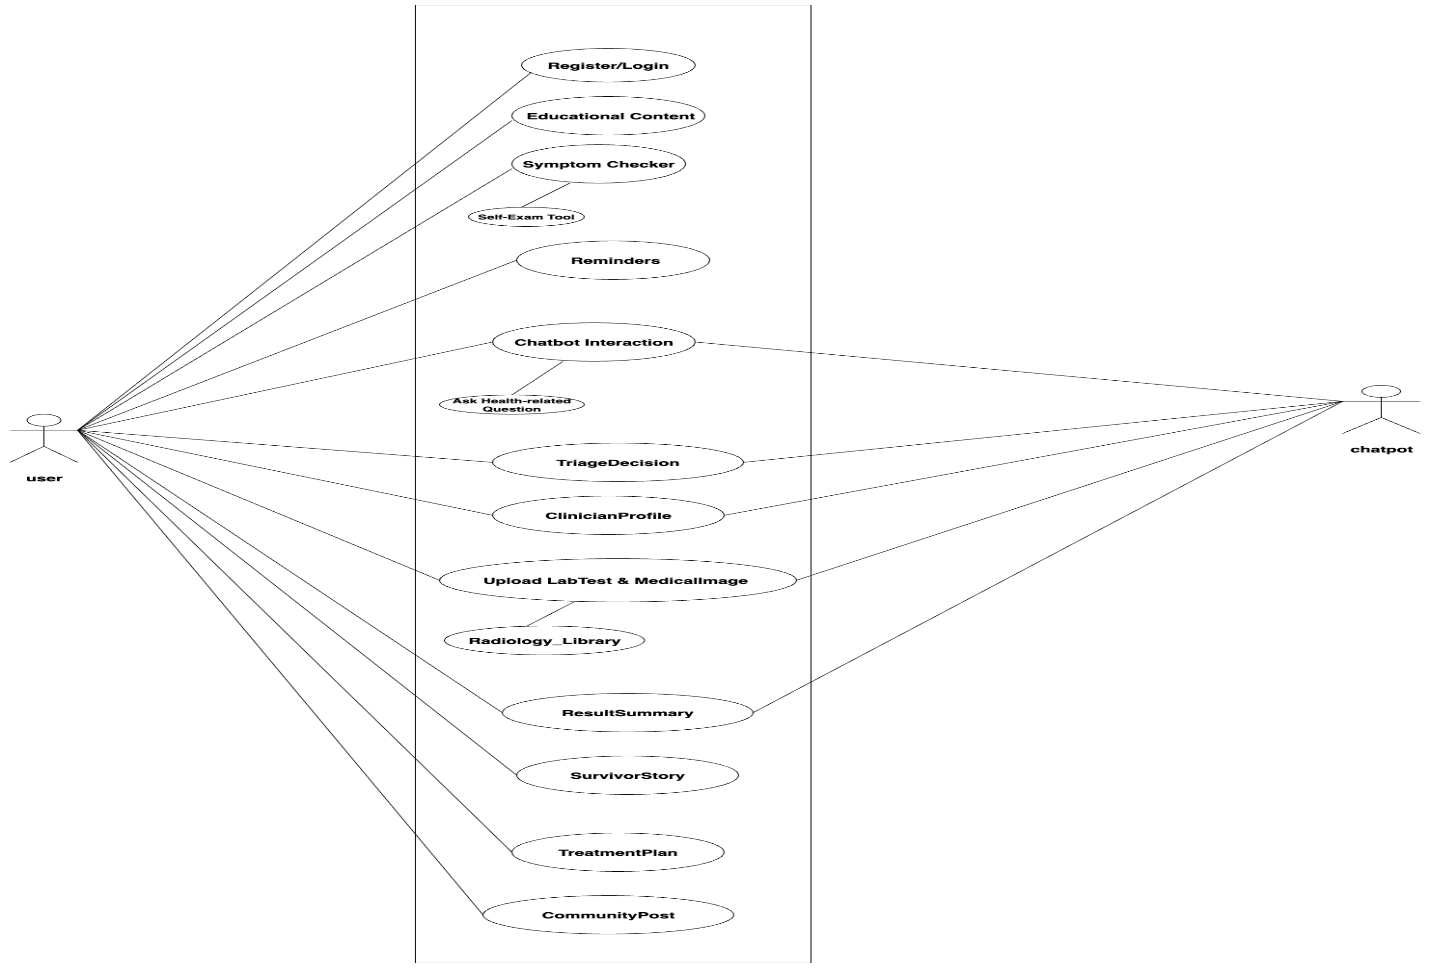 Register/Login
Educational Content
Symptom Checker
Self-Exam Tool
Reminders
Chatbot Interaction
Ask Health-related
Question
TriageDecision
ClinicianProfile
Upload LabTest & MedicalImage
Radiology_Library
ResultSummary
SurvivorStory
TreatmentPlan
CommunityPost
user
chatpot